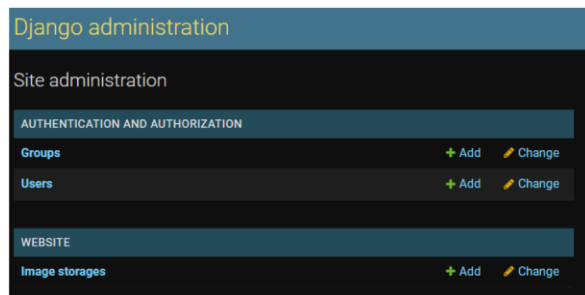 Django administration
Site administration
AUTHENTICATION AND AUTHORIZATION
Groups + Add Change
Users + Add Change
WEBSITE
Image storages + Add Change